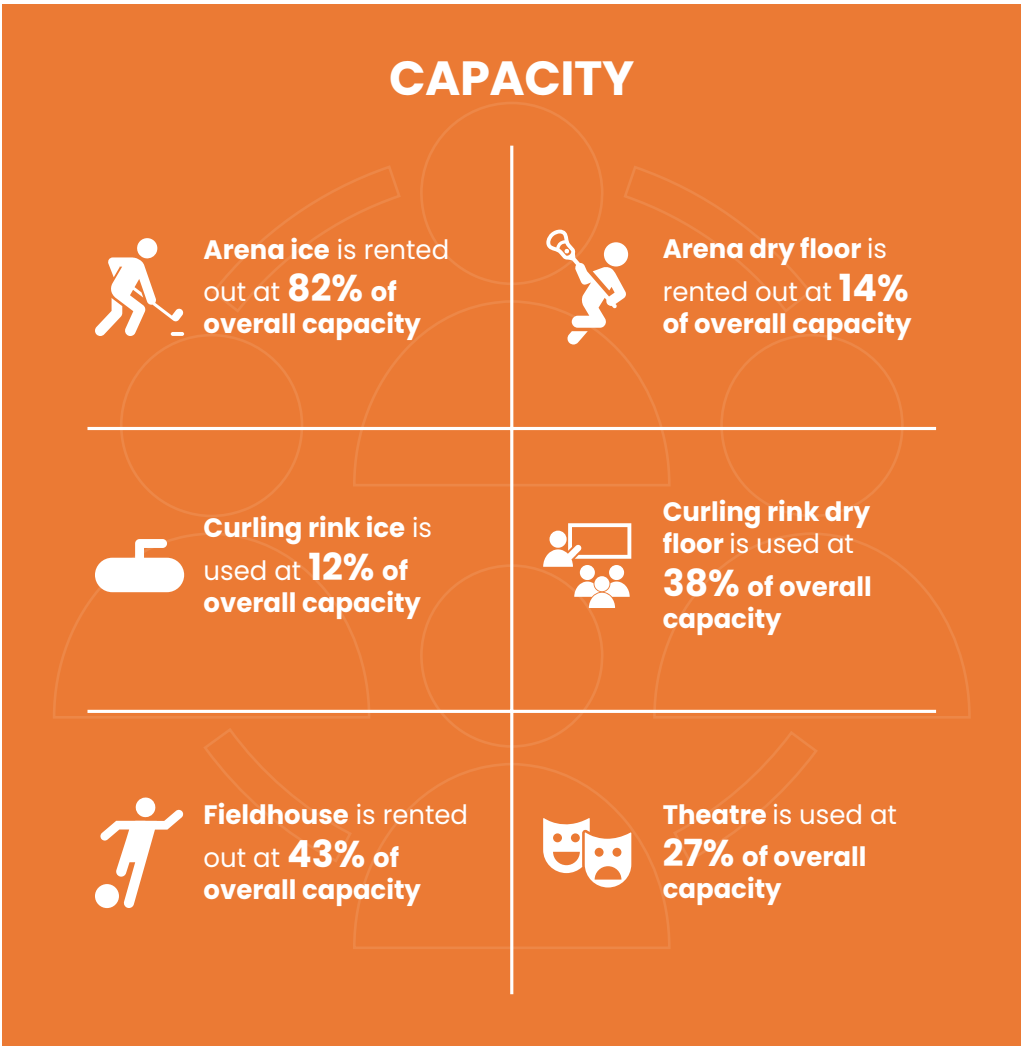 CAPACITY
Arena ice is rented
out at 82% of
overall capacity
Arena dry floor is
rented out at 14%
of overall capacity
Curling rink ice is
used at 12% of
overall capacity
Curling rink dry
floor is used at
38% of overall
capacity
Fieldhouse is rented
out at 43% of
overall capacity
Theatre is used at
27% of overall
capacity